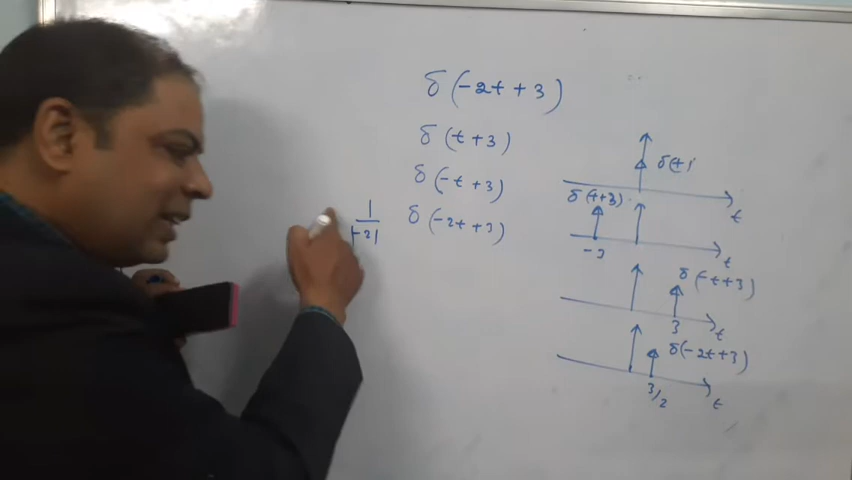 δ(-2t+3)
δ(t+3)
δ(-t+3)
1/|-2| δ(-2t+3)
δ(t)
t
δ(t+3)
-3
t
δ(-t+3)
3
t
δ(-2t+3)
3/2
t